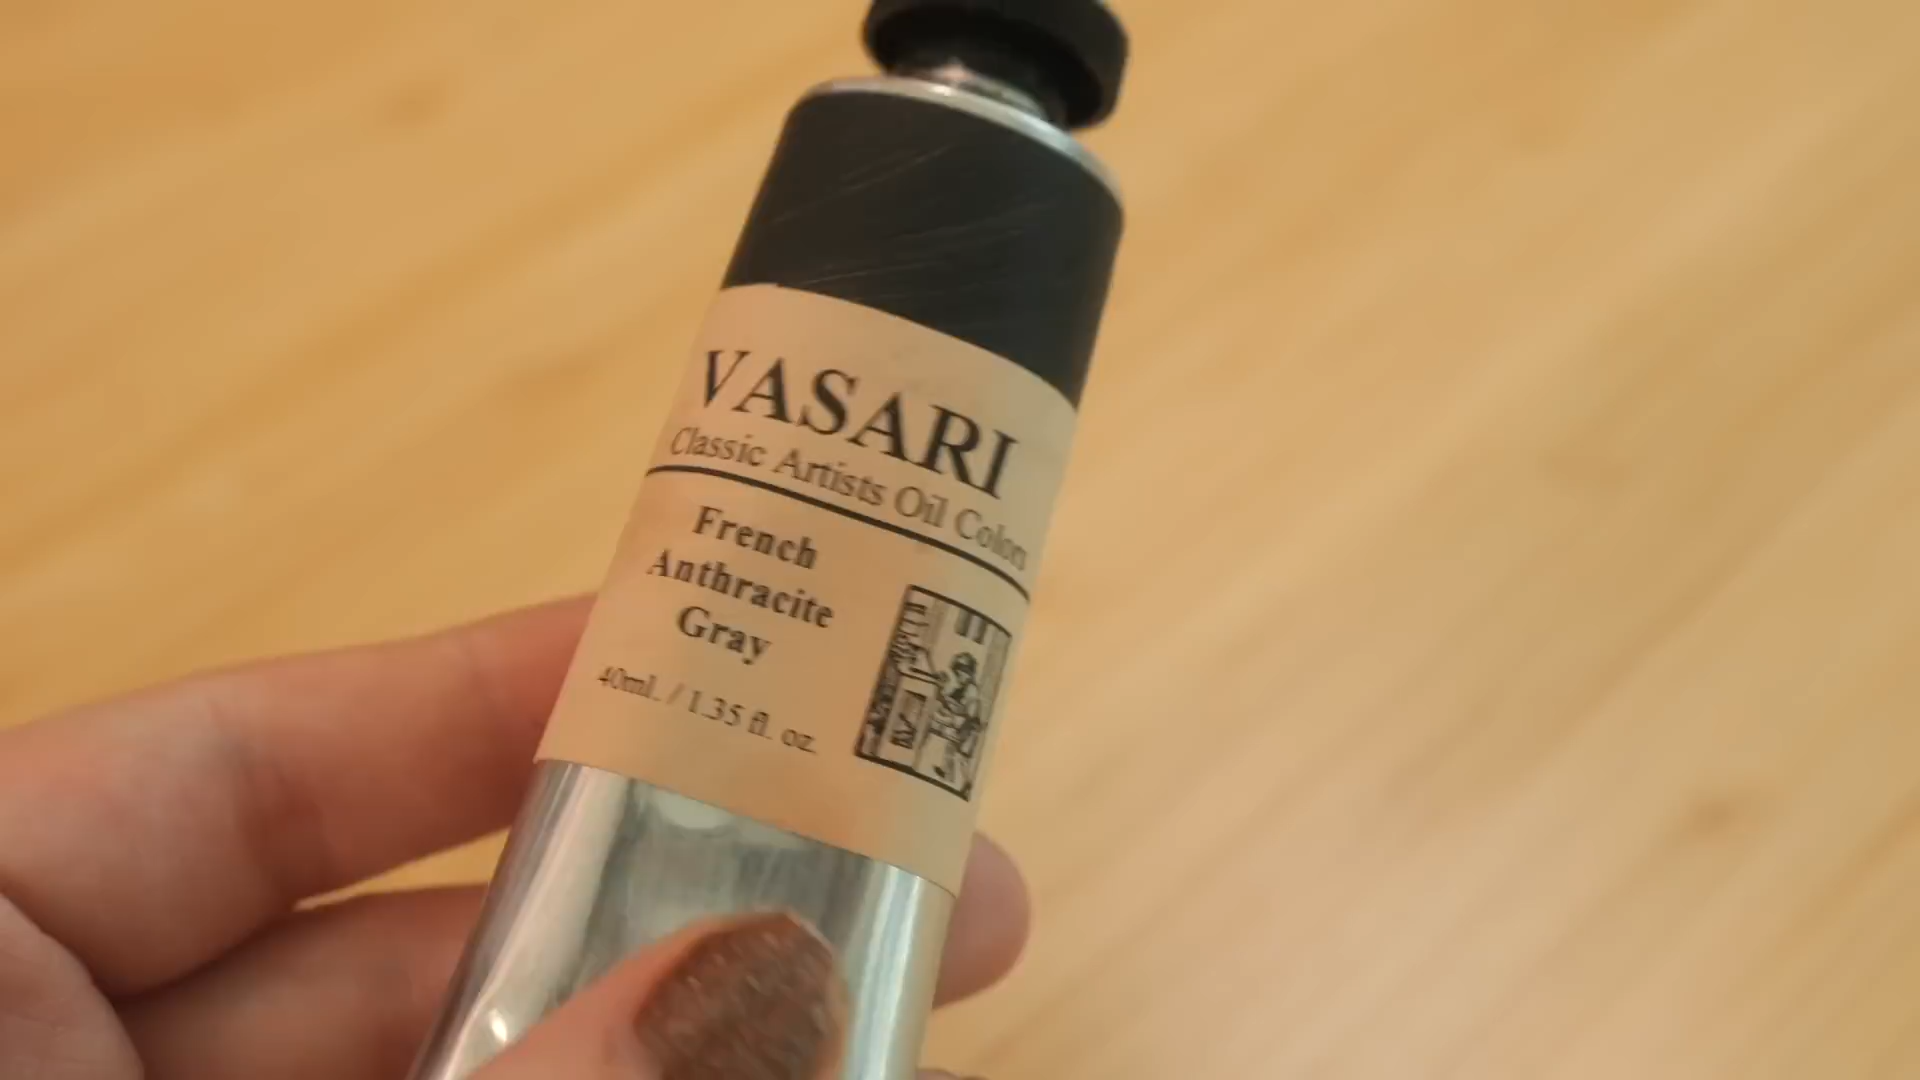 VASARI
Classic Artists Oil Colors
French
Anthracite
Gray
40ml. / 1.35 fl. oz.